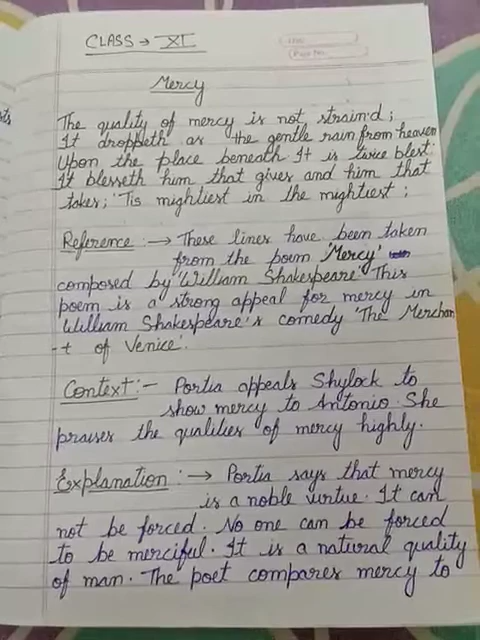 CLASS → XI
Mercy
The quality of mercy is not strain'd;
It droppeth as the gentle rain from heaven
Upon the place beneath. It is twice blest:
It blesseth him that gives and him that
takes; 'Tis mightiest in the mightiest;
Reference :→ These lines have been taken
from the poem 'Mercy'
composed by 'William Shakespeare'. This
poem is a strong appeal for mercy in
William Shakespeare's comedy 'The Merchan
-t of Venice'.
Context :- Portia appeals Shylock to
show mercy to Antonio. She
praises the qualities of mercy highly.
Explanation :→ Portia says that mercy
is a noble virtue. It can
not be forced. No one can be forced
to be merciful. It is a natural quality
of man. The poet compares mercy to